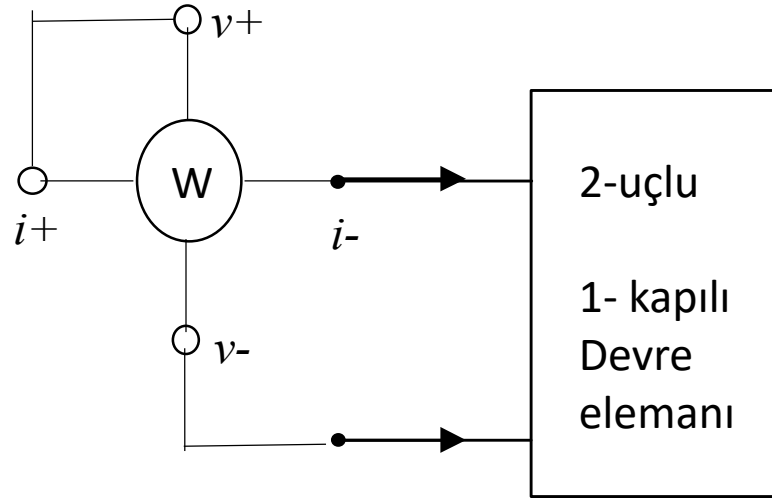 v+
W
i+
i-
v-
2-uçlu
1- kapılı
Devre
elemanı